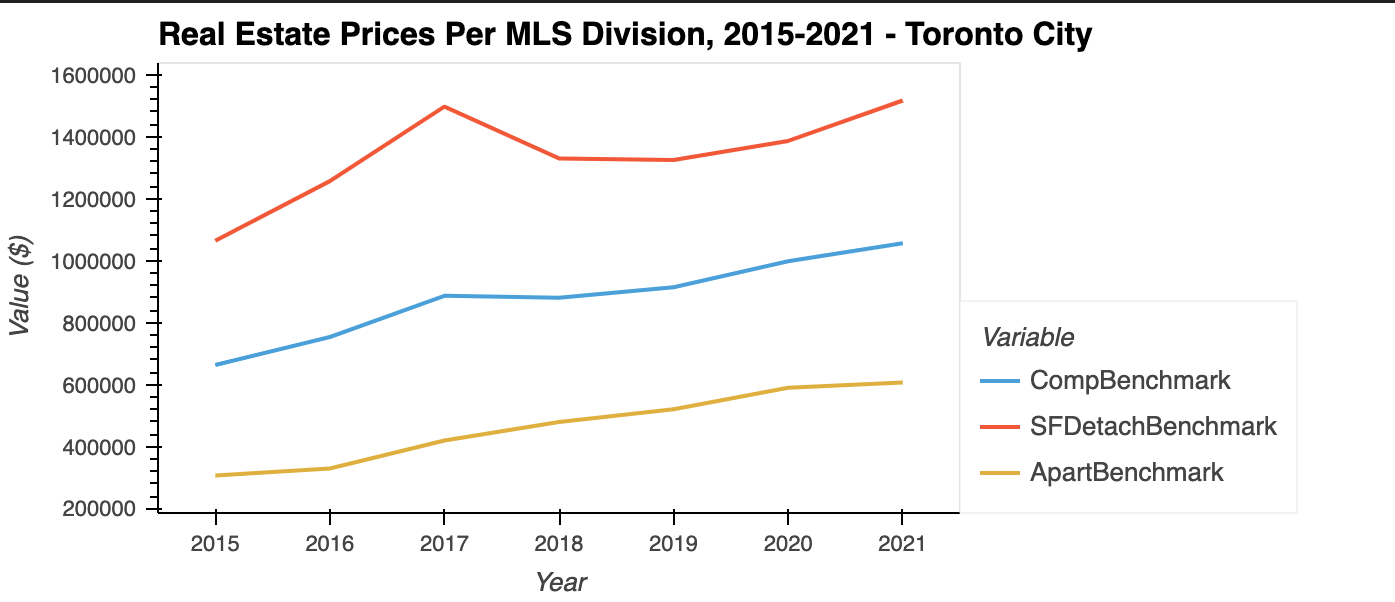 Real Estate Prices Per MLS Division, 2015-2021 - Toronto City
1600000
1400000
1200000
1000000
800000
600000
400000
200000
Value ($)
2015 2016 2017 2018 2019 2020 2021
Year
Variable
CompBenchmark
SFDetachBenchmark
ApartBenchmark